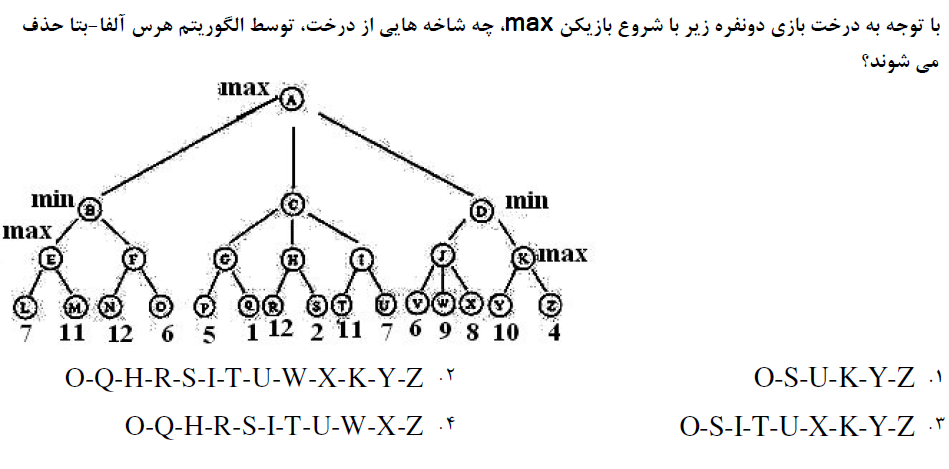 با توجه به درخت بازی دونفره زیر با شروع بازیکن max، چه شاخه هایی از درخت، توسط الگوریتم هرس آلفا-بتا حذف
می شوند؟
max A
min B C D min
max E F G H I J K max
L M N O P Q R S T U V W X Y Z
7 11 12 6 5 1 12 2 11 7 6 9 8 10 4
۱. O-S-U-K-Y-Z
۲. O-Q-H-R-S-I-T-U-W-X-K-Y-Z
۳. O-S-I-T-U-X-K-Y-Z
۴. O-Q-H-R-S-I-T-U-W-X-Z